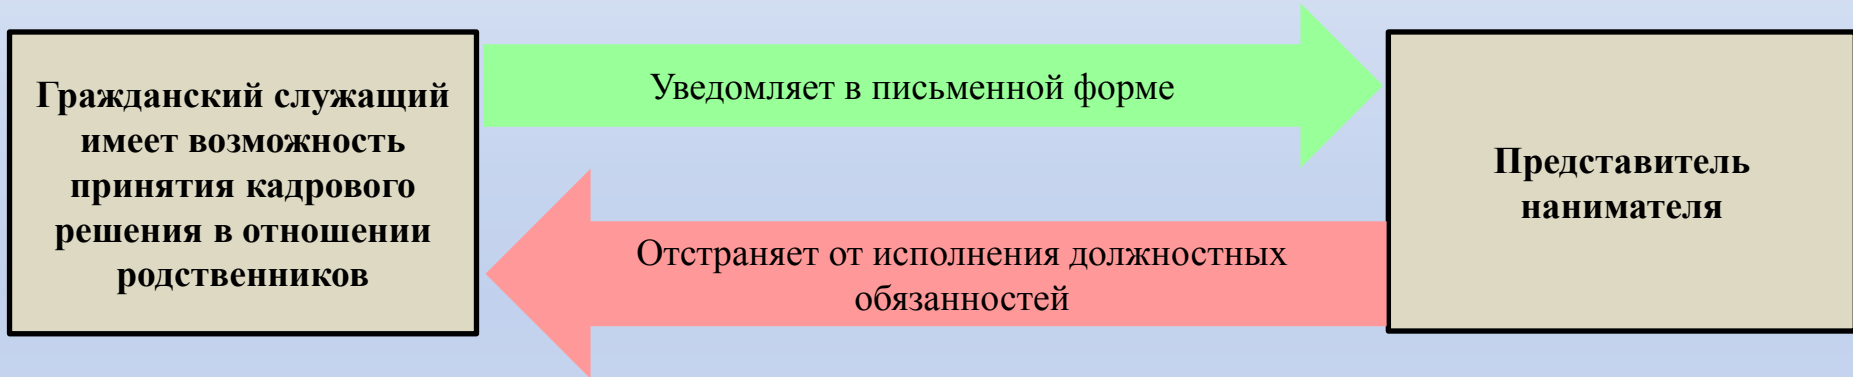 Гражданский служащий
имеет возможность
принятия кадрового
решения в отношении
родственников
Уведомляет в письменной форме
Отстраняет от исполнения должностных
обязанностей
Представитель
нанимателя